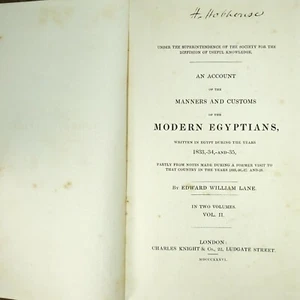 H. Hobhouse
UNDER THE SUPERINTENDENCE OF THE SOCIETY FOR THE
DIFFUSION OF USEFUL KNOWLEDGE.
AN ACCOUNT
OF THE
MANNERS AND CUSTOMS
OF THE
MODERN EGYPTIANS,
WRITTEN IN EGYPT DURING THE YEARS
1833,-34,-AND-35,
PARTLY FROM NOTES MADE DURING A FORMER VISIT TO
THAT COUNTRY IN THE YEARS 1825,-26,-27, AND-28.
BY EDWARD WILLIAM LANE.
IN TWO VOLUMES.
VOL. II.
LONDON:
CHARLES KNIGHT & Co., 22, LUDGATE STREET.
MDCCCXXXVI.